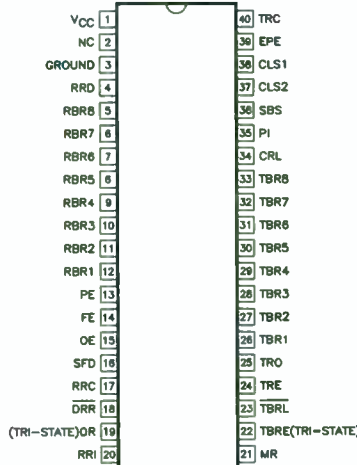 VCC 1 40 TRC
NC 2 39 EPE
GROUND 3 38 CLS1
RRD 4 37 CLS2
RBR8 5 36 SBS
RBR7 6 35 PI
RBR6 7 34 CRL
RBR5 8 33 TBR8
RBR4 9 32 TBR7
RBR3 10 31 TBR6
RBR2 11 30 TBR5
RBR1 12 29 TBR4
PE 13 28 TBR3
FE 14 27 TBR2
OE 15 26 TBR1
SFD 16 25 TRO
RRC 17 24 TRE
DRR 18 23 TBRL
(TRI-STATE)DR 19 22 TBRE(TRI-STATE)
RRI 20 21 MR